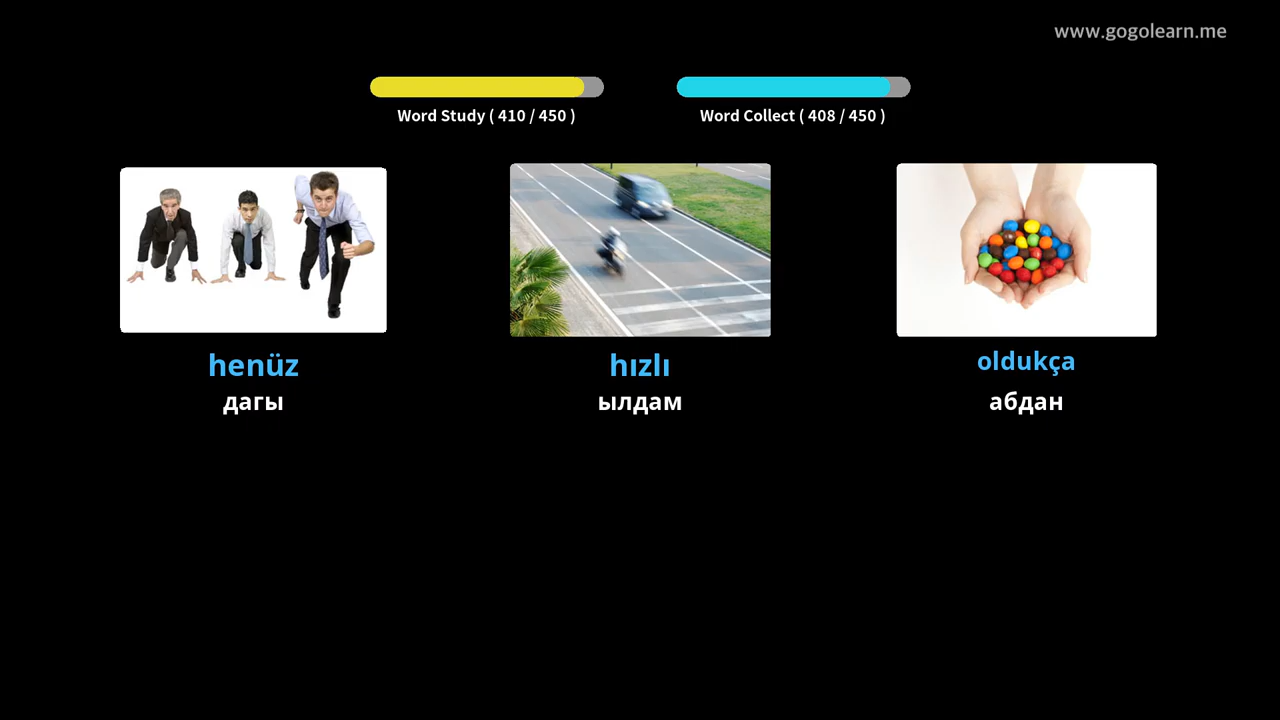 www.gogolearn.me
Word Study ( 410 / 450 )
Word Collect ( 408 / 450 )
henüz
дагы
hızlı
ылдам
oldukça
абдан